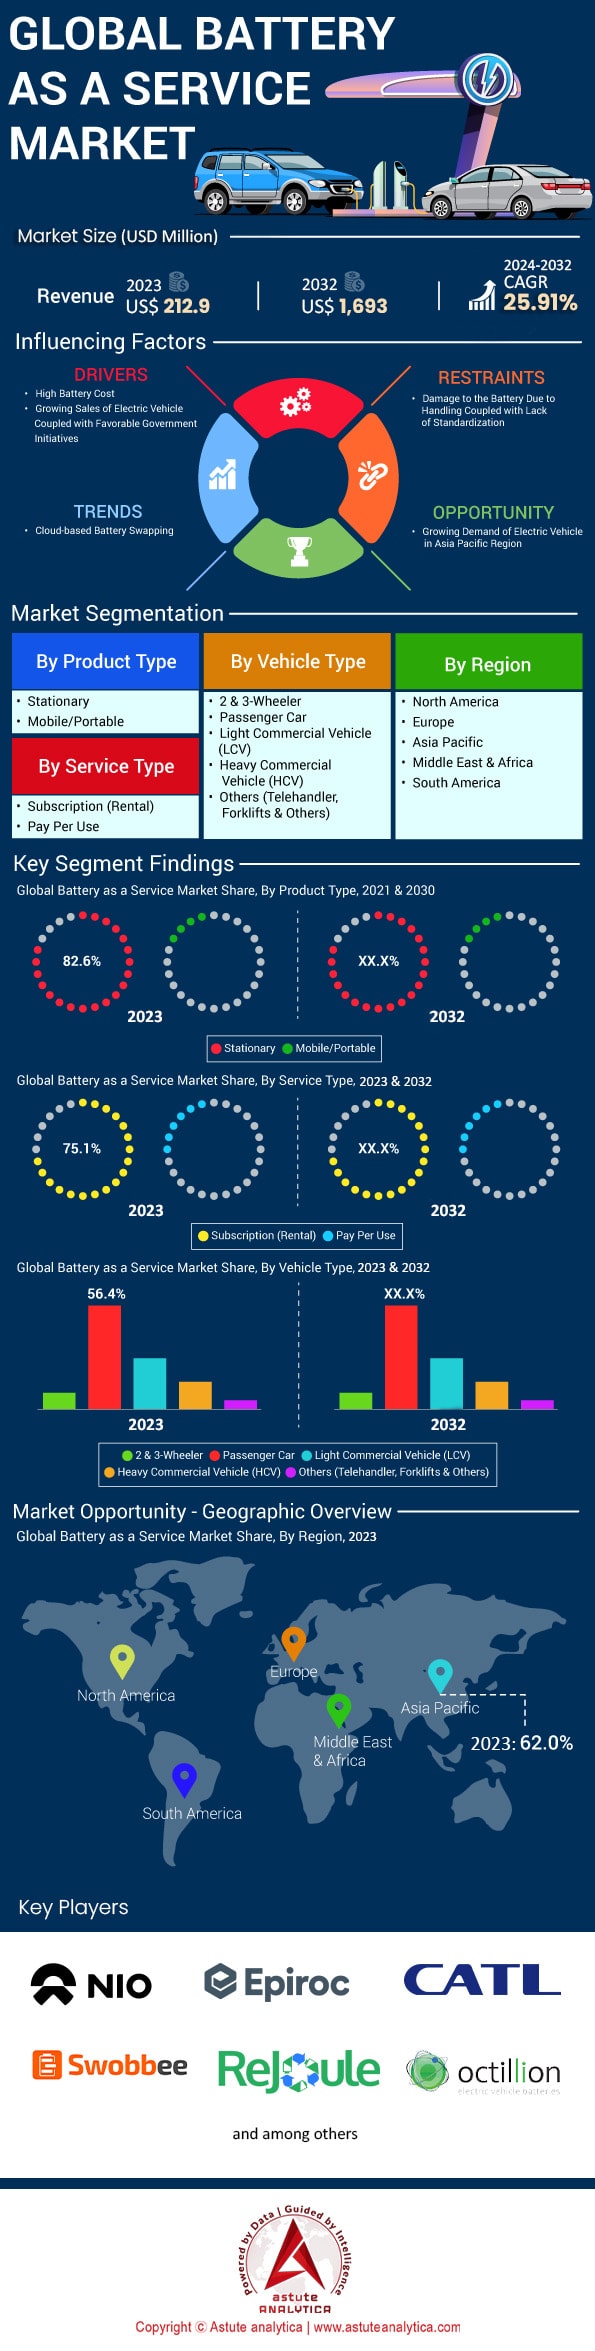 GLOBAL BATTERY
AS A SERVICE
MARKET
Market Size (USD Million)
Revenue
2023
US$ 212.9
2032
US$ 1,693
2024-2032
CAGR
25.91%
Influencing Factors
DRIVERS
• High Battery Cost
• Growing Sales of Electric Vehicle
Coupled with Favorable Government
Initiatives
RESTRAINTS
• Damage to the Battery Due to
Handling Coupled with Lack
of Standardization
TRENDS
• Cloud-based Battery Swapping
OPPORTUNITY
• Growing Demand of Electric Vehicle
in Asia Pacific Region
Market Segmentation
By Product Type
• Stationary
• Mobile/Portable
By Service Type
• Subscription (Rental)
• Pay Per Use
By Vehicle Type
• 2 & 3-Wheeler
• Passenger Car
• Light Commercial Vehicle
(LCV)
• Heavy Commercial
Vehicle (HCV)
• Others (Telehandler,
Forklifts & Others)
By Region
• North America
• Europe
• Asia Pacific
• Middle East & Africa
• South America
Key Segment Findings
Global Battery as a Service Market Share, By Product Type, 2021 & 2030
82.6%
2023
XX.X%
2032
Stationary Mobile/Portable
Global Battery as a Service Market Share, By Service Type, 2023 & 2032
75.1%
2023
XX.X%
2032
Subscription (Rental) Pay Per Use
Global Battery as a Service Market Share, By Vehicle Type, 2023 & 2032
56.4%
2023
XX.X%
2032
2 & 3-Wheeler Passenger Car Light Commercial Vehicle (LCV)
Heavy Commercial Vehicle (HCV) Others (Telehandler, Forklifts & Others)
Market Opportunity - Geographic Overview
Global Battery as a Service Market Share, By Region, 2023
North America
Europe
Asia Pacific
2023: 62.0%
Middle East
& Africa
South America
Key Players
NIO
Epiroc
CATL
Swobbee
ReJoule
octillion
electric vehicle batteries
and among others
Powered by Data | Guided by Intelligence
astute
ANALYTICA
Copyright © Astute analytica | www.astuteanalytica.com